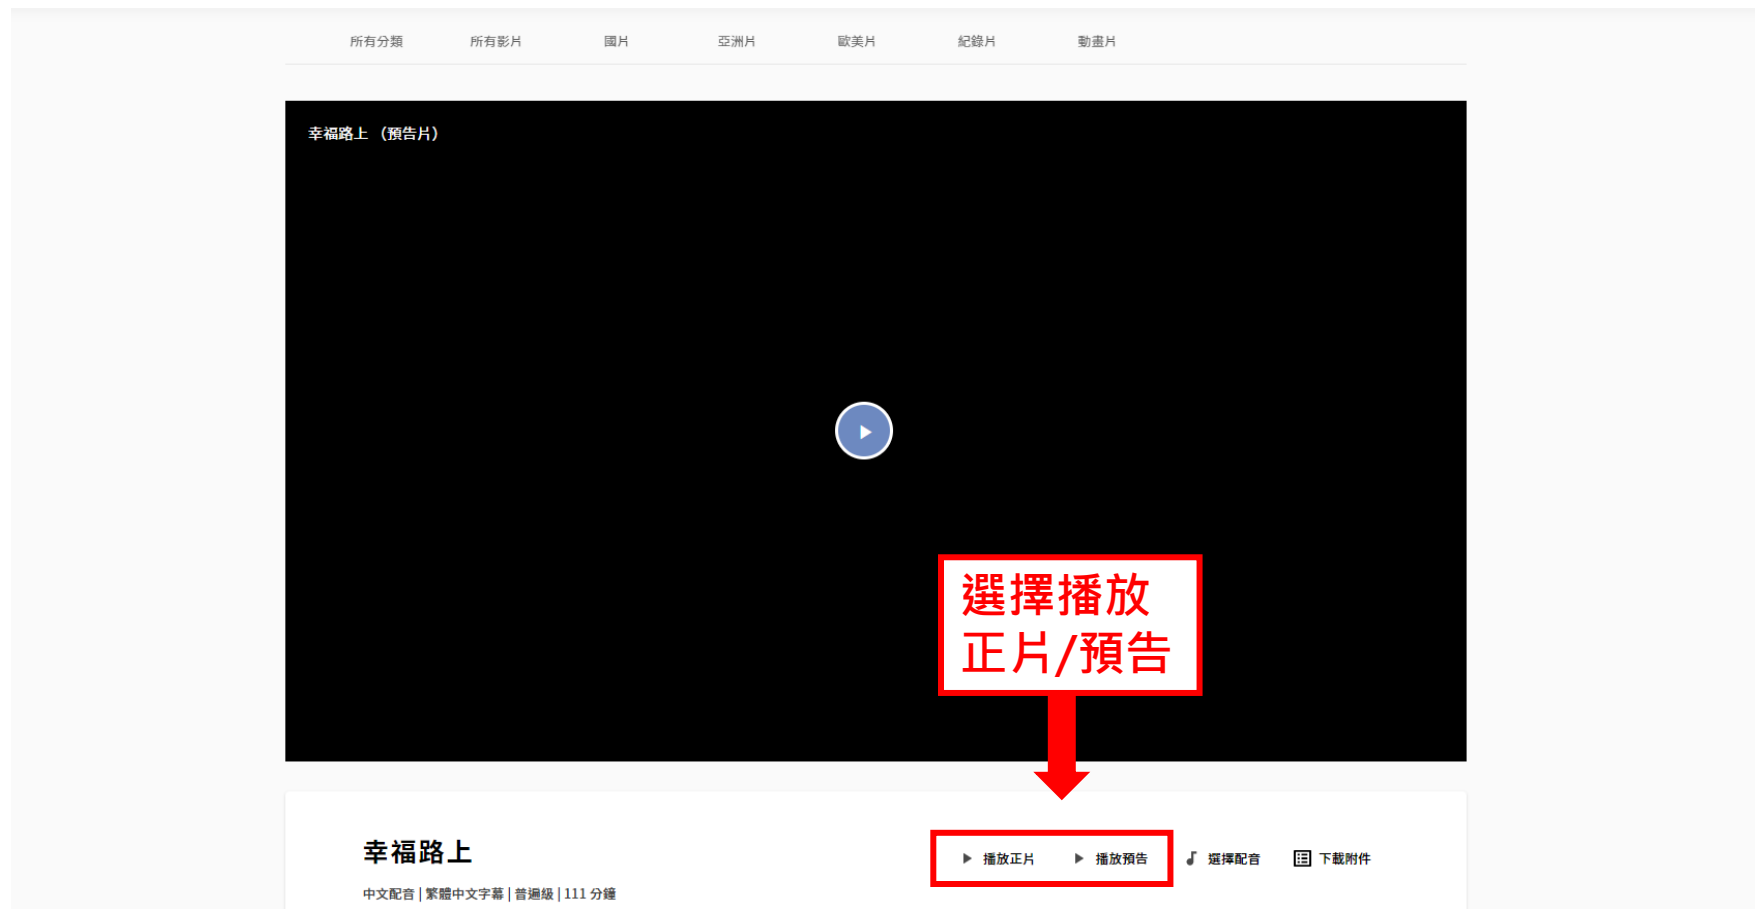 所有分類 所有影片 國片 亞洲片 歐美片 紀錄片 動畫片
幸福路上 (預告片)
選擇播放
正片/預告
幸福路上
播放正片 播放預告 選擇配音 下載附件
中文配音 | 繁體中文字幕 | 普遍級 | 111 分鐘